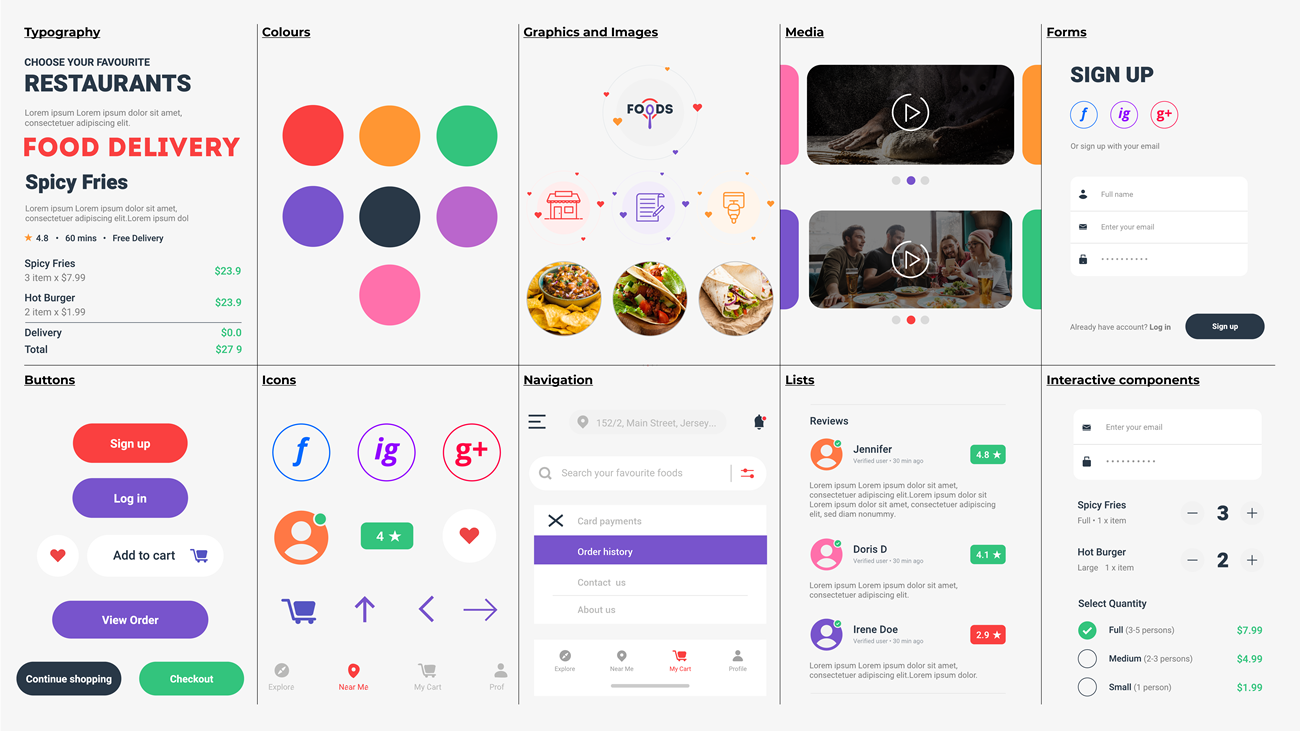 Typography
CHOOSE YOUR FAVOURITE
RESTAURANTS
Lorem ipsum Lorem ipsum dolor sit amet,
consectetuer adipiscing elit.
FOOD DELIVERY
Spicy Fries
Lorem ipsum Lorem ipsum dolor sit amet,
consectetuer adipiscing elit.Lorem ipsum dol
★ 4.8 • 60 mins • Free Delivery
Spicy Fries
3 item x $7.99 $23.9
Hot Burger
2 item x $1.99 $23.9
Delivery $0.0
Total $27 9
Colours
Graphics and Images
FOODS
Media
Forms
SIGN UP
f ig g+
Or sign up with your email
Full name
Enter your email
Already have account? Log in
Sign up
Buttons
Sign up
Log in
Add to cart
View Order
Continue shopping
Checkout
Icons
f ig g+
4 ★
Explore
Near Me
My Cart
Prof
Navigation
152/2, Main Street, Jersey...
Search your favourite foods
Card payments
Order history
Contact us
About us
Explore
Near Me
My Cart
Profile
Lists
Reviews
Jennifer
Verified user • 30 min ago
4.8 ★
Lorem ipsum Lorem ipsum dolor sit amet,
consectetuer adipiscing elit.Lorem ipsum dolor sit
Lorem ipsum dolor sit amet, consectetuer adipiscing
elit, sed diam nonummy.
Doris D
Verified user • 30 min ago
4.1 ★
Lorem ipsum Lorem ipsum dolor sit amet,
consectetuer adipiscing elit.
Irene Doe
Verified user • 30 min ago
2.9 ★
Lorem ipsum Lorem ipsum dolor sit amet,
consectetuer adipiscing elit.Lorem ipsum dolor.
Interactive components
Enter your email
Spicy Fries
Full • 1 x item
— 3 +
Hot Burger
Large 1 x item
— 2 +
Select Quantity
Full (3-5 persons) $7.99
Medium (2-3 persons) $4.99
Small (1 person) $1.99